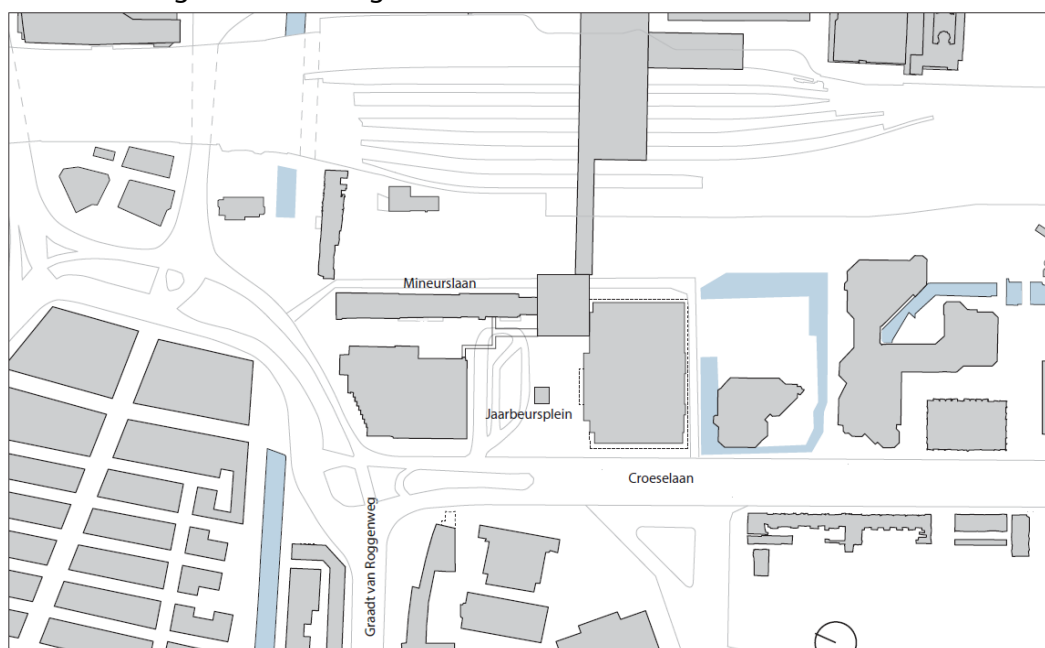 Mineurslaan
Jaarbeursplein
Croeselaan
Graadt van Roggenweg